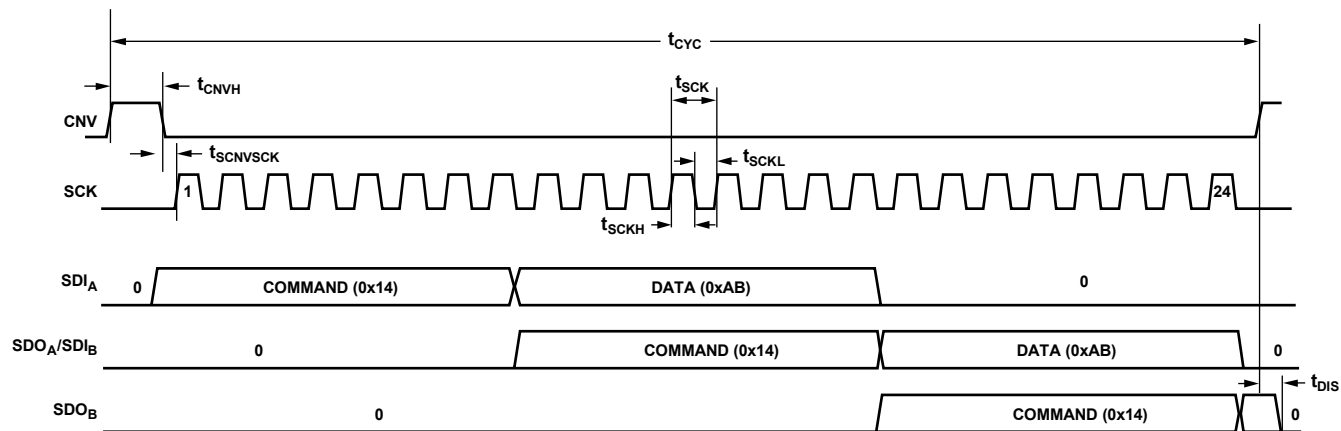 tCYC
tCNVH
tSCK
CNV
tSCNVSCK
tSCKL
SCK
1
24
tSCKH
SDIA
0
COMMAND (0x14)
DATA (0xAB)
0
SDOA/SDIB
0
COMMAND (0x14)
DATA (0xAB)
0
tDIS
SDOB
0
COMMAND (0x14)
0